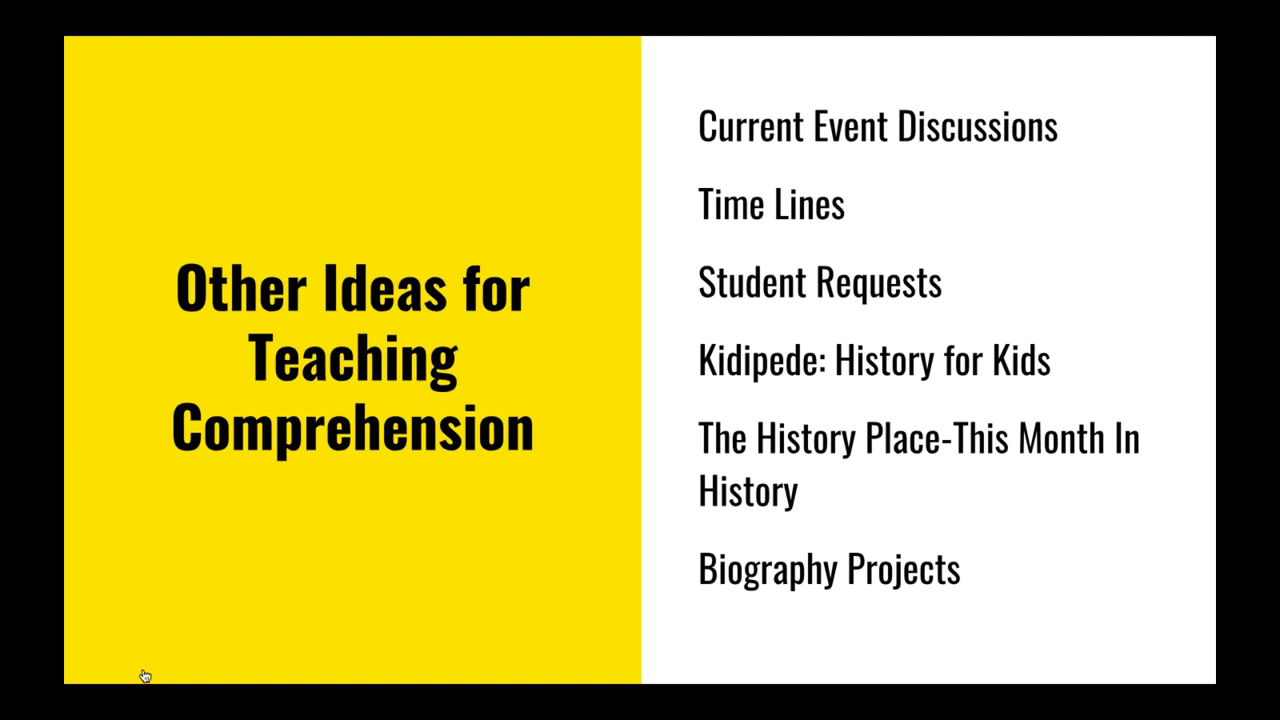 Other Ideas for
Teaching
Comprehension
Current Event Discussions
Time Lines
Student Requests
Kidipede: History for Kids
The History Place-This Month In
History
Biography Projects